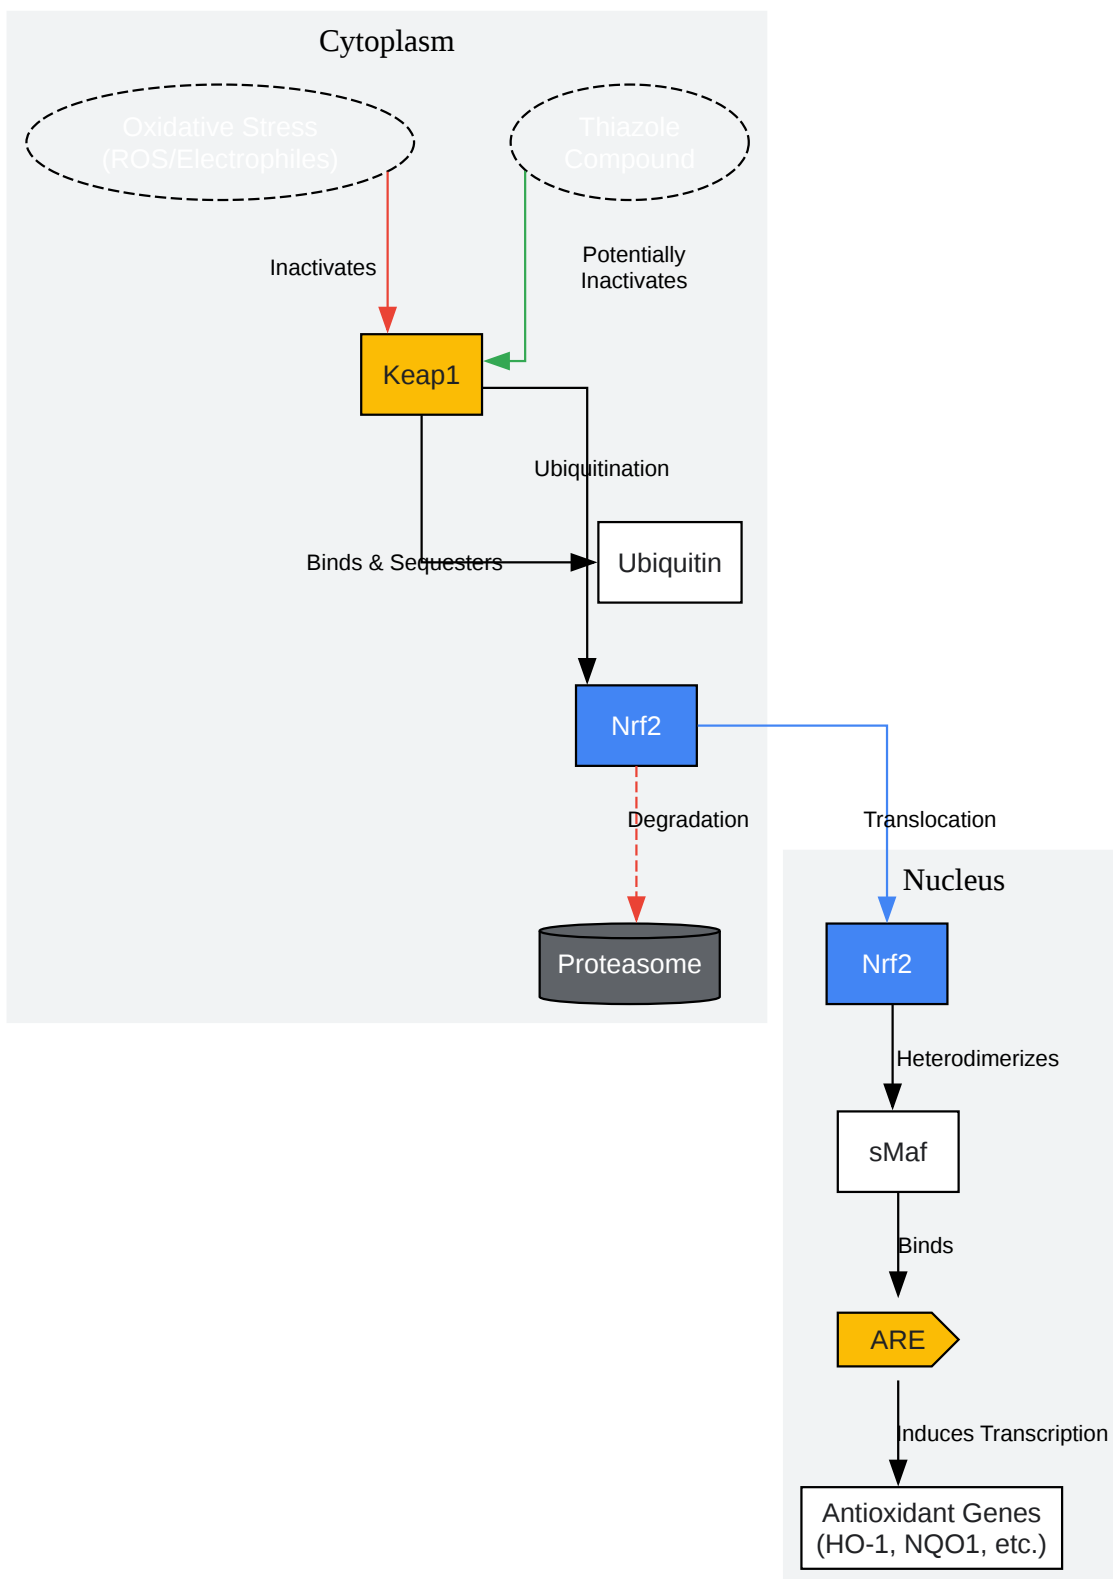 Cytoplasm
Oxidative Stress
(ROS/Electrophiles)
Thiazole
Compound
Inactivates
Potentially
Inactivates
Keap1
Ubiquitination
Binds & Sequesters
Ubiquitin
Nrf2
Degradation
Translocation
Nucleus
Proteasome
Nrf2
Heterodimerizes
sMaf
Binds
ARE
Induces Transcription
Antioxidant Genes
(HO-1, NQO1, etc.)